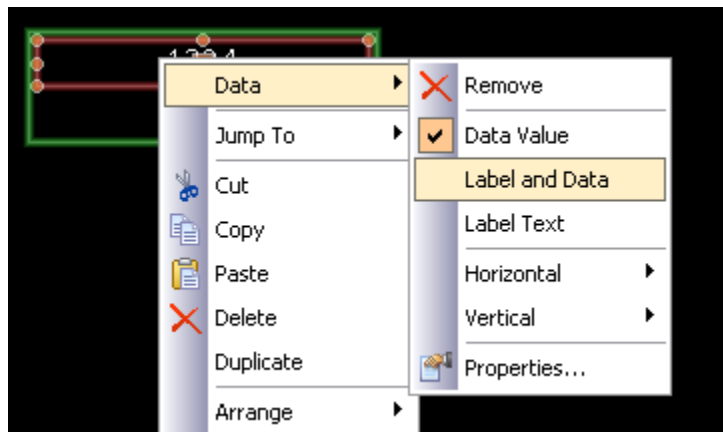 Data
Jump To
Cut
Copy
Paste
Delete
Duplicate
Arrange
Remove
Data Value
Label and Data
Label Text
Horizontal
Vertical
Properties...